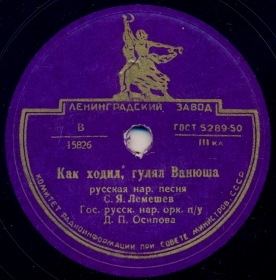 ЛЕНИНГРАДСКИЙ ЗАВОД
В
15826
ГОСТ 5289-50
III кл
Как ходил, гулял Ванюша
русская нар. песня
С. Я. Лемешев
Гос. русск. нар. орк. п/у
Д. П. Осипова
КОМИТЕТ РАДИОИНФОРМАЦИИ ПРИ СОВЕТЕ МИНИСТРОВ СССР